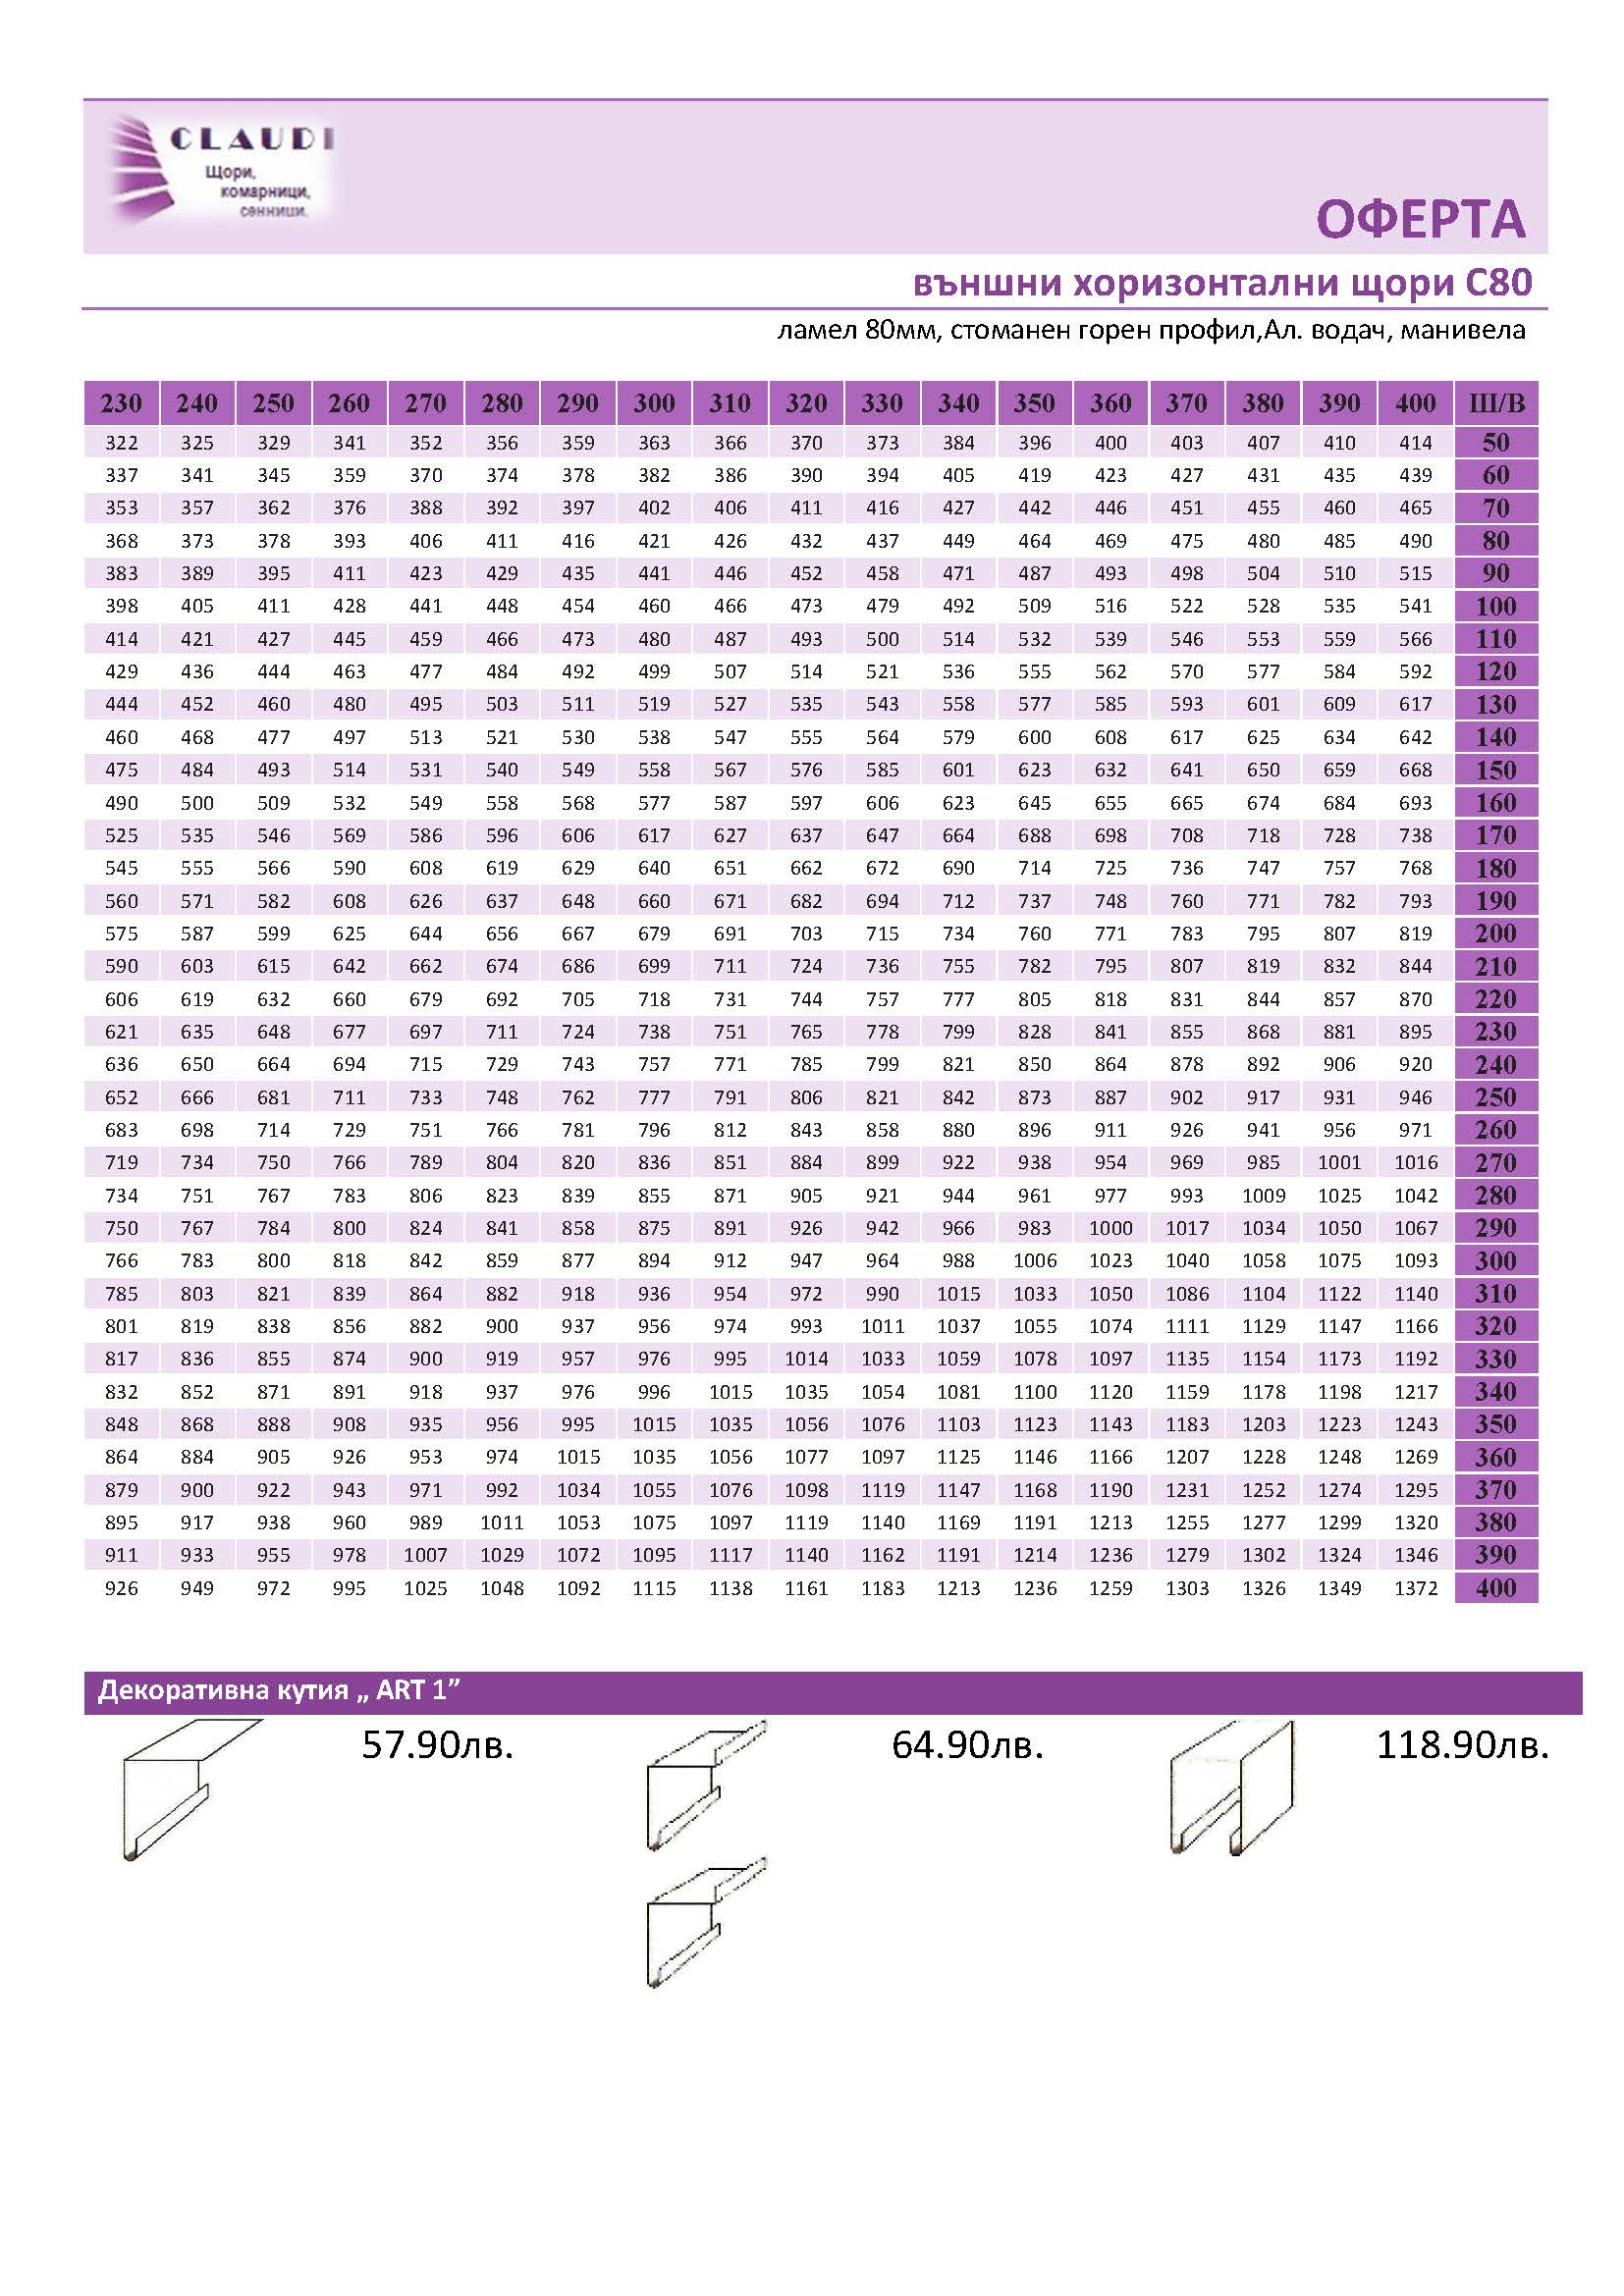 CLAUDI
Щори,
комарници,
сенници.
ОФЕРТА
външни хоризонтални щори С80
ламел 80мм, стоманен горен профил,Ал. водач, манивела
230 240 250 260 270 280 290 300 310 320 330 340 350 360 370 380 390 400 Ш/В
322 325 329 341 352 356 359 363 366 370 373 384 396 400 403 407 410 414 50
337 341 345 359 370 374 378 382 386 390 394 405 419 423 427 431 435 439 60
353 357 362 376 388 392 397 402 406 411 416 427 442 446 451 455 460 465 70
368 373 378 393 406 411 416 421 426 432 437 449 464 469 475 480 485 490 80
383 389 395 411 423 429 435 441 446 452 458 471 487 493 498 504 510 515 90
398 405 411 428 441 448 454 460 466 473 479 492 509 516 522 528 535 541 100
414 421 427 445 459 466 473 480 487 493 500 514 532 539 546 553 559 566 110
429 436 444 463 477 484 492 499 507 514 521 536 555 562 570 577 584 592 120
444 452 460 480 495 503 511 519 527 535 543 558 577 585 593 601 609 617 130
460 468 477 497 513 521 530 538 547 555 564 579 600 608 617 625 634 642 140
475 484 493 514 531 540 549 558 567 576 585 601 623 632 641 650 659 668 150
490 500 509 532 549 558 568 577 587 597 606 623 645 655 665 674 684 693 160
525 535 546 569 586 596 606 617 627 637 647 664 688 698 708 718 728 738 170
545 555 566 590 608 619 629 640 651 662 672 690 714 725 736 747 757 768 180
560 571 582 608 626 637 648 660 671 682 694 712 737 748 760 771 782 793 190
575 587 599 625 644 656 667 679 691 703 715 734 760 771 783 795 807 819 200
590 603 615 642 662 674 686 699 711 724 736 755 782 795 807 819 832 844 210
606 619 632 660 679 692 705 718 731 744 757 777 805 818 831 844 857 870 220
621 635 648 677 697 711 724 738 751 765 778 799 828 841 855 868 881 895 230
636 650 664 694 715 729 743 757 771 785 799 821 850 864 878 892 906 920 240
652 666 681 711 733 748 762 777 791 806 821 842 873 887 902 917 931 946 250
683 698 714 729 751 766 781 796 812 843 858 880 896 911 926 941 956 971 260
719 734 750 766 789 804 820 836 851 884 899 922 938 954 969 985 1001 1016 270
734 751 767 783 806 823 839 855 871 905 921 944 961 977 993 1009 1025 1042 280
750 767 784 800 824 841 858 875 891 926 942 966 983 1000 1017 1034 1050 1067 290
766 783 800 818 842 859 877 894 912 947 964 988 1006 1023 1040 1058 1075 1093 300
785 803 821 839 864 882 918 936 954 972 990 1015 1033 1050 1086 1104 1122 1140 310
801 819 838 856 882 900 937 956 974 993 1011 1037 1055 1074 1111 1129 1147 1166 320
817 836 855 874 900 919 957 976 995 1014 1033 1059 1078 1097 1135 1154 1173 1192 330
832 852 871 891 918 937 976 996 1015 1035 1054 1081 1100 1120 1159 1178 1198 1217 340
848 868 888 908 935 956 995 1015 1035 1056 1076 1103 1123 1143 1183 1203 1223 1243 350
864 884 905 926 953 974 1015 1035 1056 1077 1097 1125 1146 1166 1207 1228 1248 1269 360
879 900 922 943 971 992 1034 1055 1076 1098 1119 1147 1168 1190 1231 1252 1274 1295 370
895 917 938 960 989 1011 1053 1075 1097 1119 1140 1169 1191 1213 1255 1277 1299 1320 380
911 933 955 978 1007 1029 1072 1095 1117 1140 1162 1191 1214 1236 1279 1302 1324 1346 390
926 949 972 995 1025 1048 1092 1115 1138 1161 1183 1213 1236 1259 1303 1326 1349 1372 400
Декоративна кутия „ ART 1”
57.90лв. 64.90лв. 118.90лв.